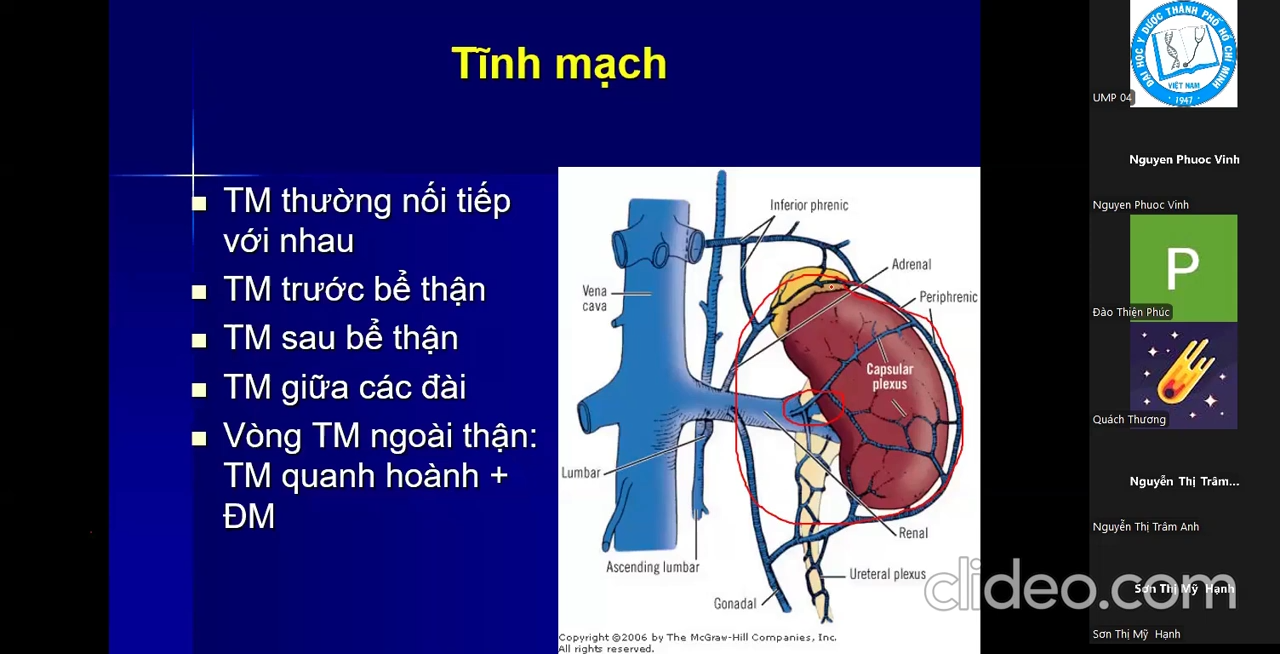 Tĩnh mạch
TM thường nối tiếp
với nhau
TM trước bể thận
TM sau bể thận
TM giữa các đài
Vòng TM ngoài thận:
TM quanh hoành +
ĐM
Inferior phrenic
Adrenal
Vena
cava
Periphrenic
Capsular
plexus
Lumbar
Renal
Ascending lumbar
Ureteral plexus
Gonadal
Copyright ©2006 by The McGraw-Hill Companies, Inc.
All rights reserved.
ĐẠI HỌC Y DƯỢC THÀNH PHỐ HỒ CHÍ MINH
VIỆT NAM
1947
UMP 04
Nguyen Phuoc Vinh
Nguyen Phuoc Vinh
P
Đào Thiện Phúc
Quách Thương
Nguyễn Thị Trâm...
Nguyễn Thị Trâm Anh
clideo.com
Sơn Thị Mỹ Hạnh
Sơn Thị Mỹ Hạnh